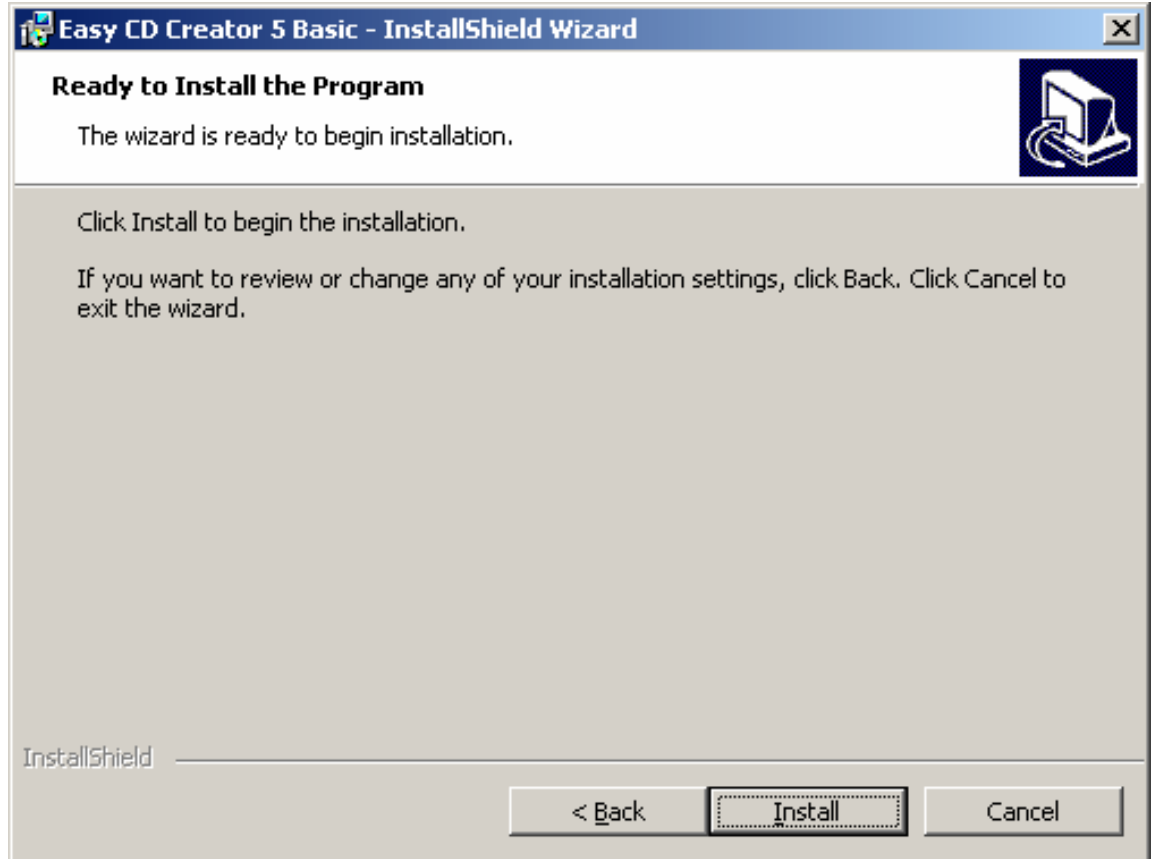 Easy CD Creator 5 Basic - InstallShield Wizard
Ready to Install the Program
The wizard is ready to begin installation.
Click Install to begin the installation.
If you want to review or change any of your installation settings, click Back. Click Cancel to
exit the wizard.
InstallShield
< Back Install Cancel